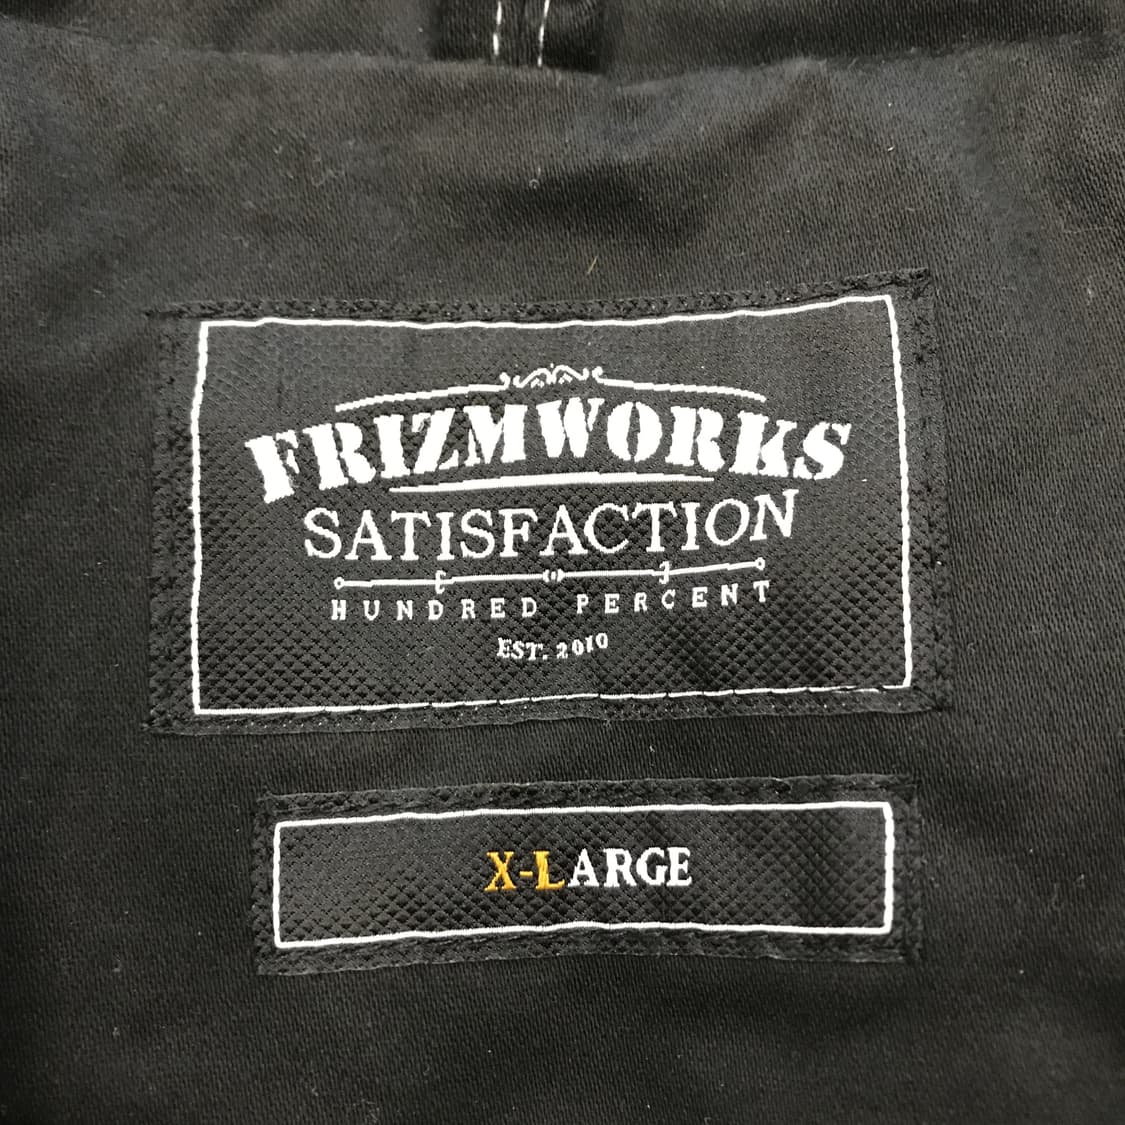 FRIZMWORKS
SATISFACTION
HUNDRED PERCENT
EST. 2010
X-LARGE